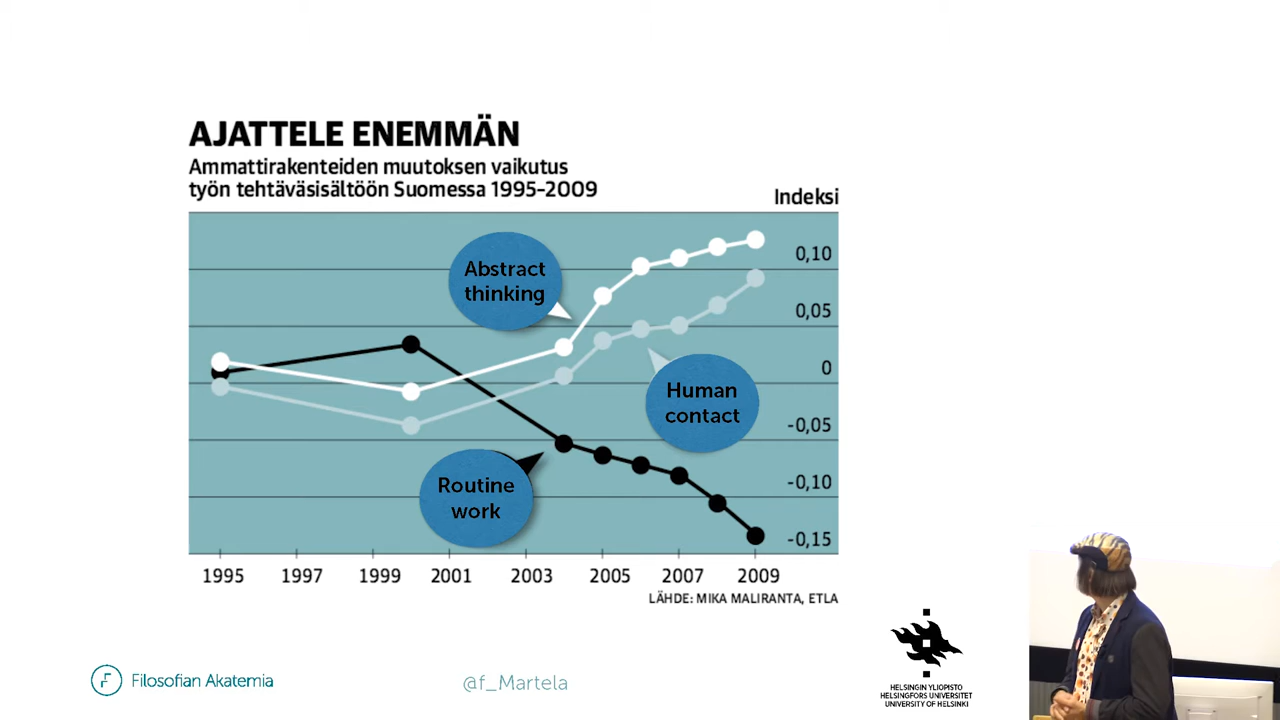 AJATTELE ENEMMÄN
Ammattirakenteiden muutoksen vaikutus
työn tehtäväsisältöön Suomessa 1995-2009
Indeksi
0,10
0,05
0
-0,05
-0,10
-0,15
Abstract
thinking
Human
contact
Routine
work
1995 1997 1999 2001 2003 2005 2007 2009
LÄHDE: MIKA MALIRANTA, ETLA
Filosofian Akatemia
@f_Martela
HELSINGIN YLIOPISTO
HELSINGFORS UNIVERSITET
UNIVERSITY OF HELSINKI